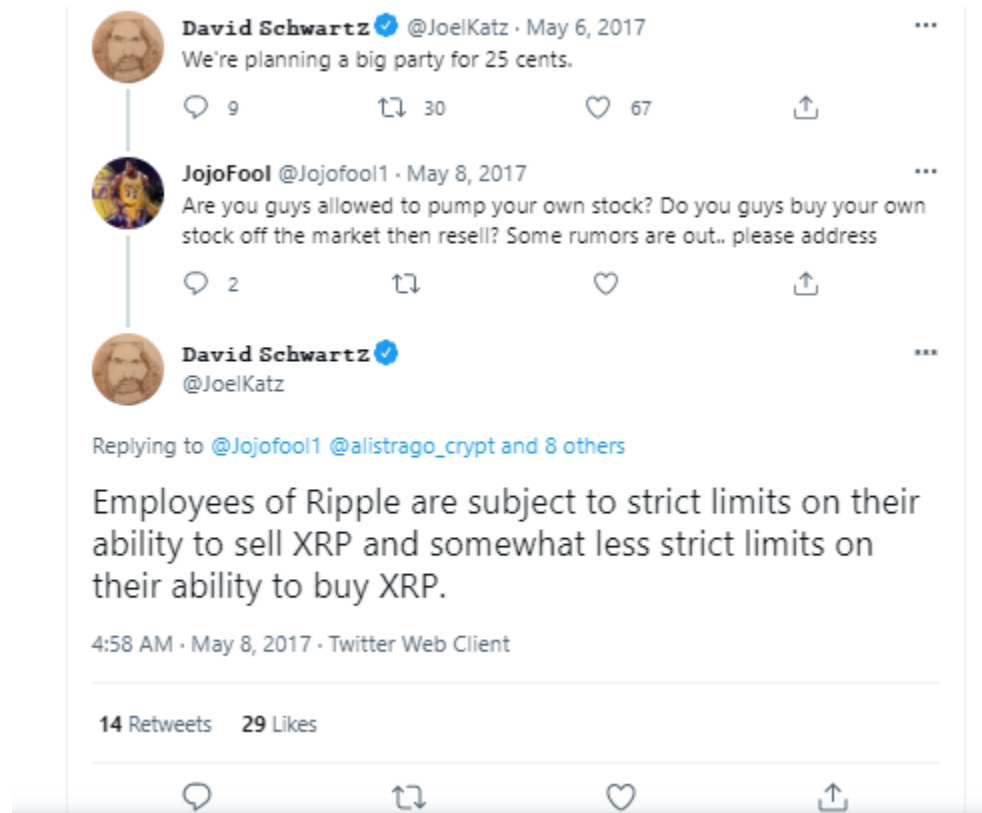 David Schwartz @JoelKatz · May 6, 2017
We're planning a big party for 25 cents.
9 30 67
JojoFool @Jojofool1 · May 8, 2017
Are you guys allowed to pump your own stock? Do you guys buy your own
stock off the market then resell? Some rumors are out.. please address
2
David Schwartz
@JoelKatz
Replying to @Jojofool1 @alistrago_crypt and 8 others
Employees of Ripple are subject to strict limits on their
ability to sell XRP and somewhat less strict limits on
their ability to buy XRP.
4:58 AM · May 8, 2017 · Twitter Web Client
14 Retweets 29 Likes